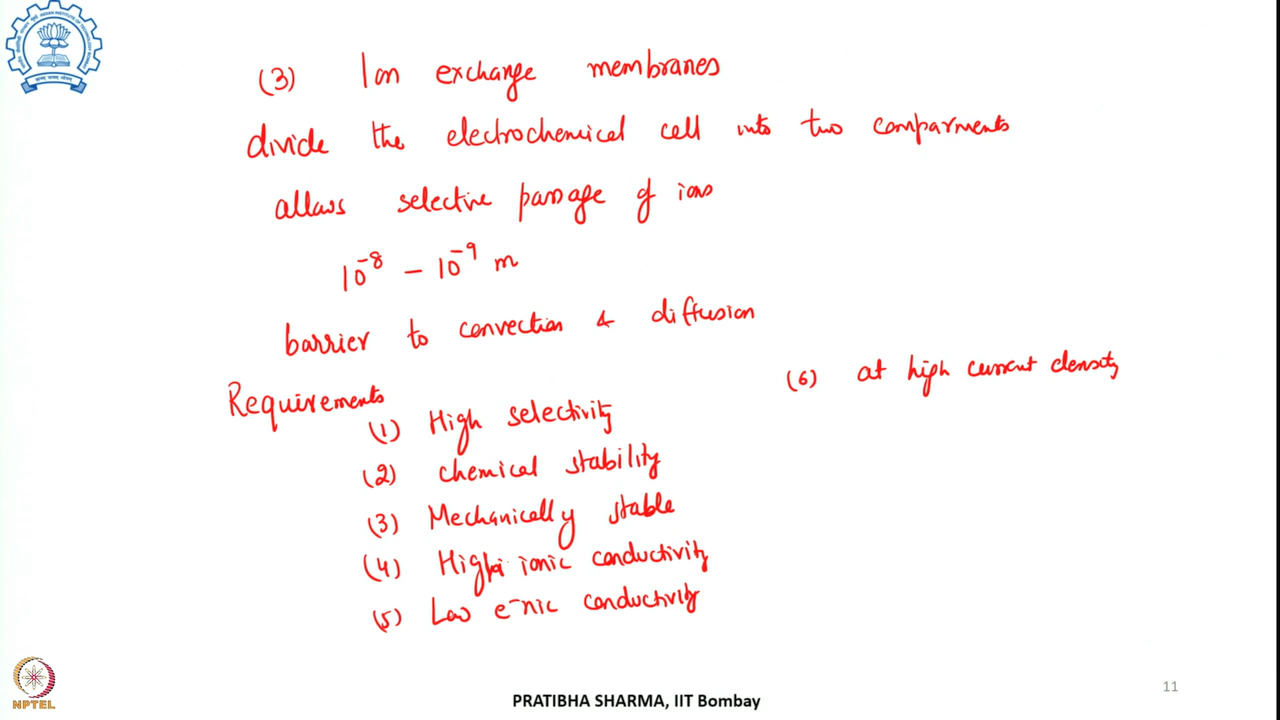 (3) Ion exchange membranes
divide the electrochemical cell into two comparments
allows selective passage of ions
10⁻⁸ – 10⁻⁹ m
barrier to convection & diffusion
Requirements
(1) High selectivity
(2) chemical stability
(3) Mechanically stable
(4) High ionic conductivity
(5) Low e⁻nic conductivity
(6) at high current density
NPTEL
PRATIBHA SHARMA, IIT Bombay
11